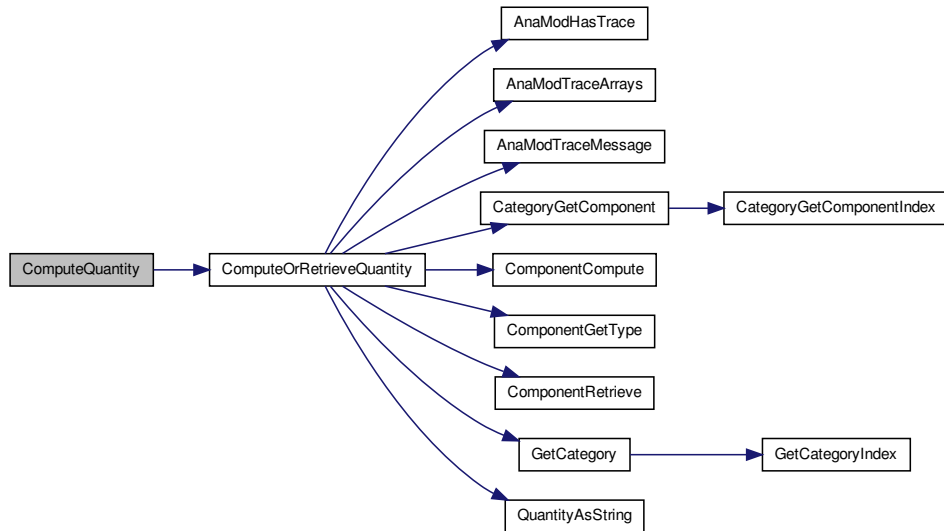 AnaModHasTrace
AnaModTraceArrays
AnaModTraceMessage
CategoryGetComponent
CategoryGetComponentIndex
ComputeQuantity
ComputeOrRetrieveQuantity
ComponentCompute
ComponentGetType
ComponentRetrieve
GetCategory
GetCategoryIndex
QuantityAsString